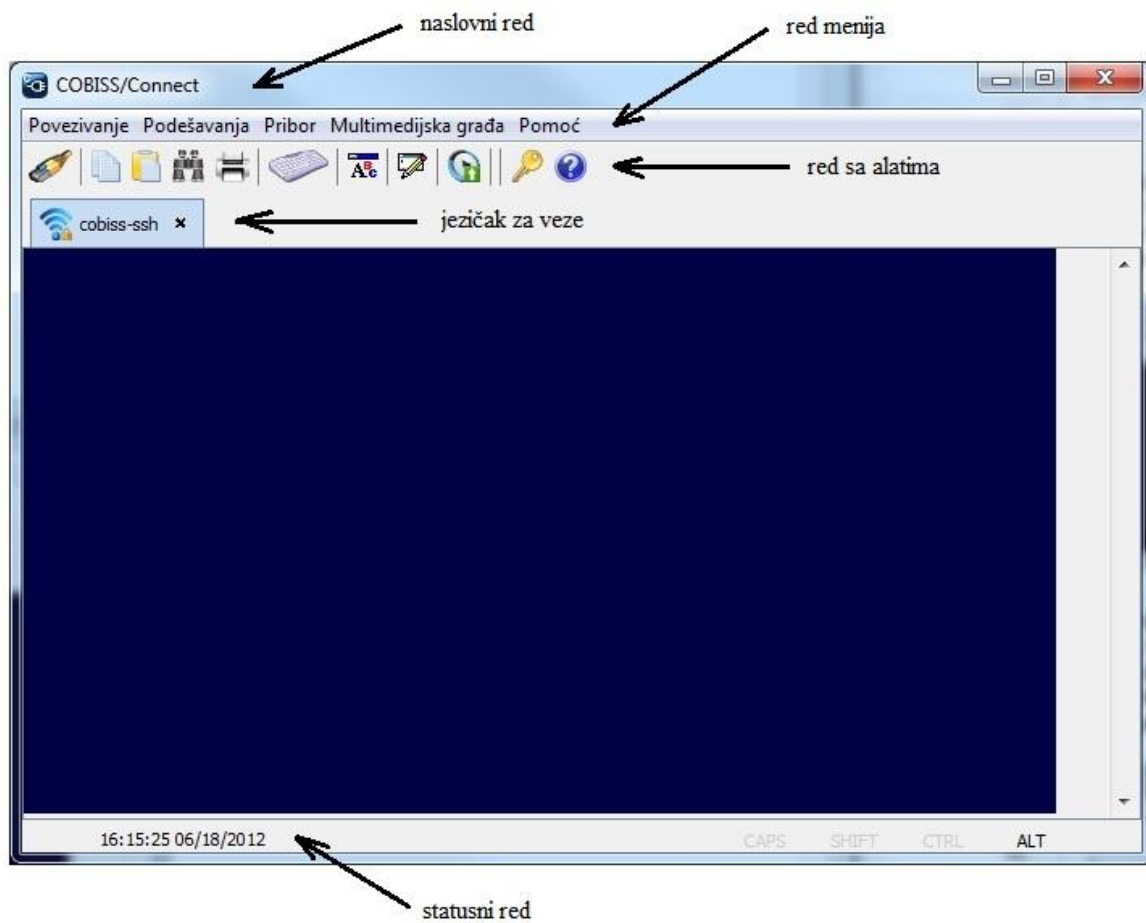 naslovni red
red menija
COBISS/Connect
Povezivanje Podešavanja Pribor Multimedijska građa Pomoć
red sa alatima
cobiss-ssh
jezičak za veze
16:15:25 06/18/2012 CAPS SHIFT CTRL ALT
statusni red